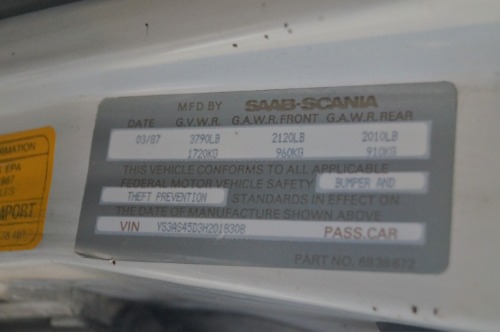 MFD BY SAAB-SCANIA
DATE G.V.W.R. G.A.W.R.FRONT G.A.W.R.REAR
03/87 3790LB 2120LB 2010LB
1720KG 960KG 910KG
THIS VEHICLE CONFORMS TO ALL APPLICABLE
FEDERAL MOTOR VEHICLE SAFETY BUMPER AND
THEFT PREVENTION STANDARDS IN EFFECT ON
THE DATE OF MANUFACTURE SHOWN ABOVE
VIN YS3AS45D3H2018308 PASS.CAR
PART NO.
RMATION
EPA